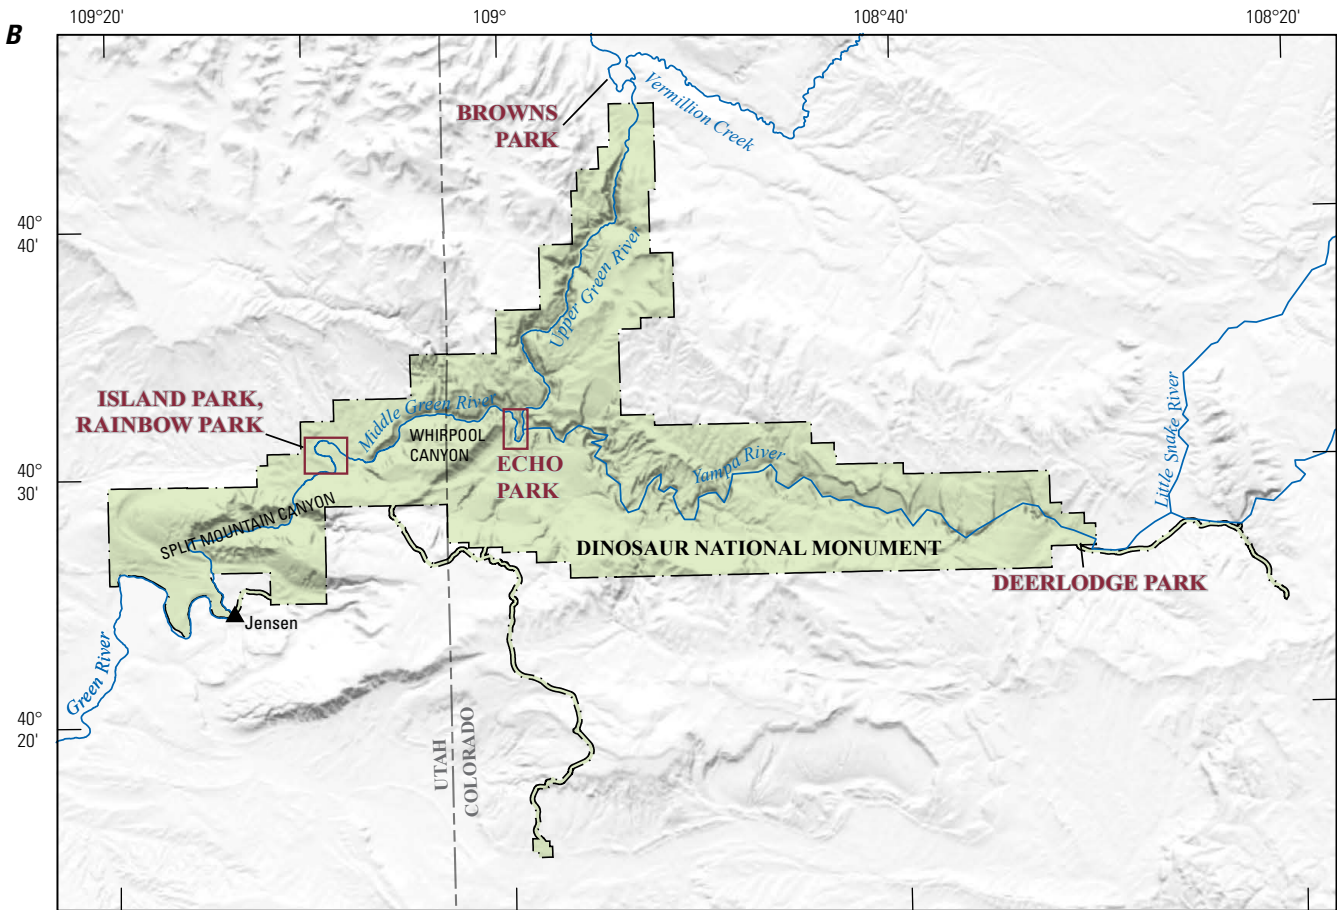 B
109°20'
109°
108°40'
108°20'
BROWNS
PARK
Vermillion Creek
40°
40'
Upper Green River
ISLAND PARK,
RAINBOW PARK
Middle Green River
WHIRPOOL
CANYON
ECHO
PARK
Yampa River
Little Snake River
40°
30'
SPLIT MOUNTAIN CANYON
DINOSAUR NATIONAL MONUMENT
DEERLODGE PARK
Jensen
Green River
40°
20'
UTAH
COLORADO